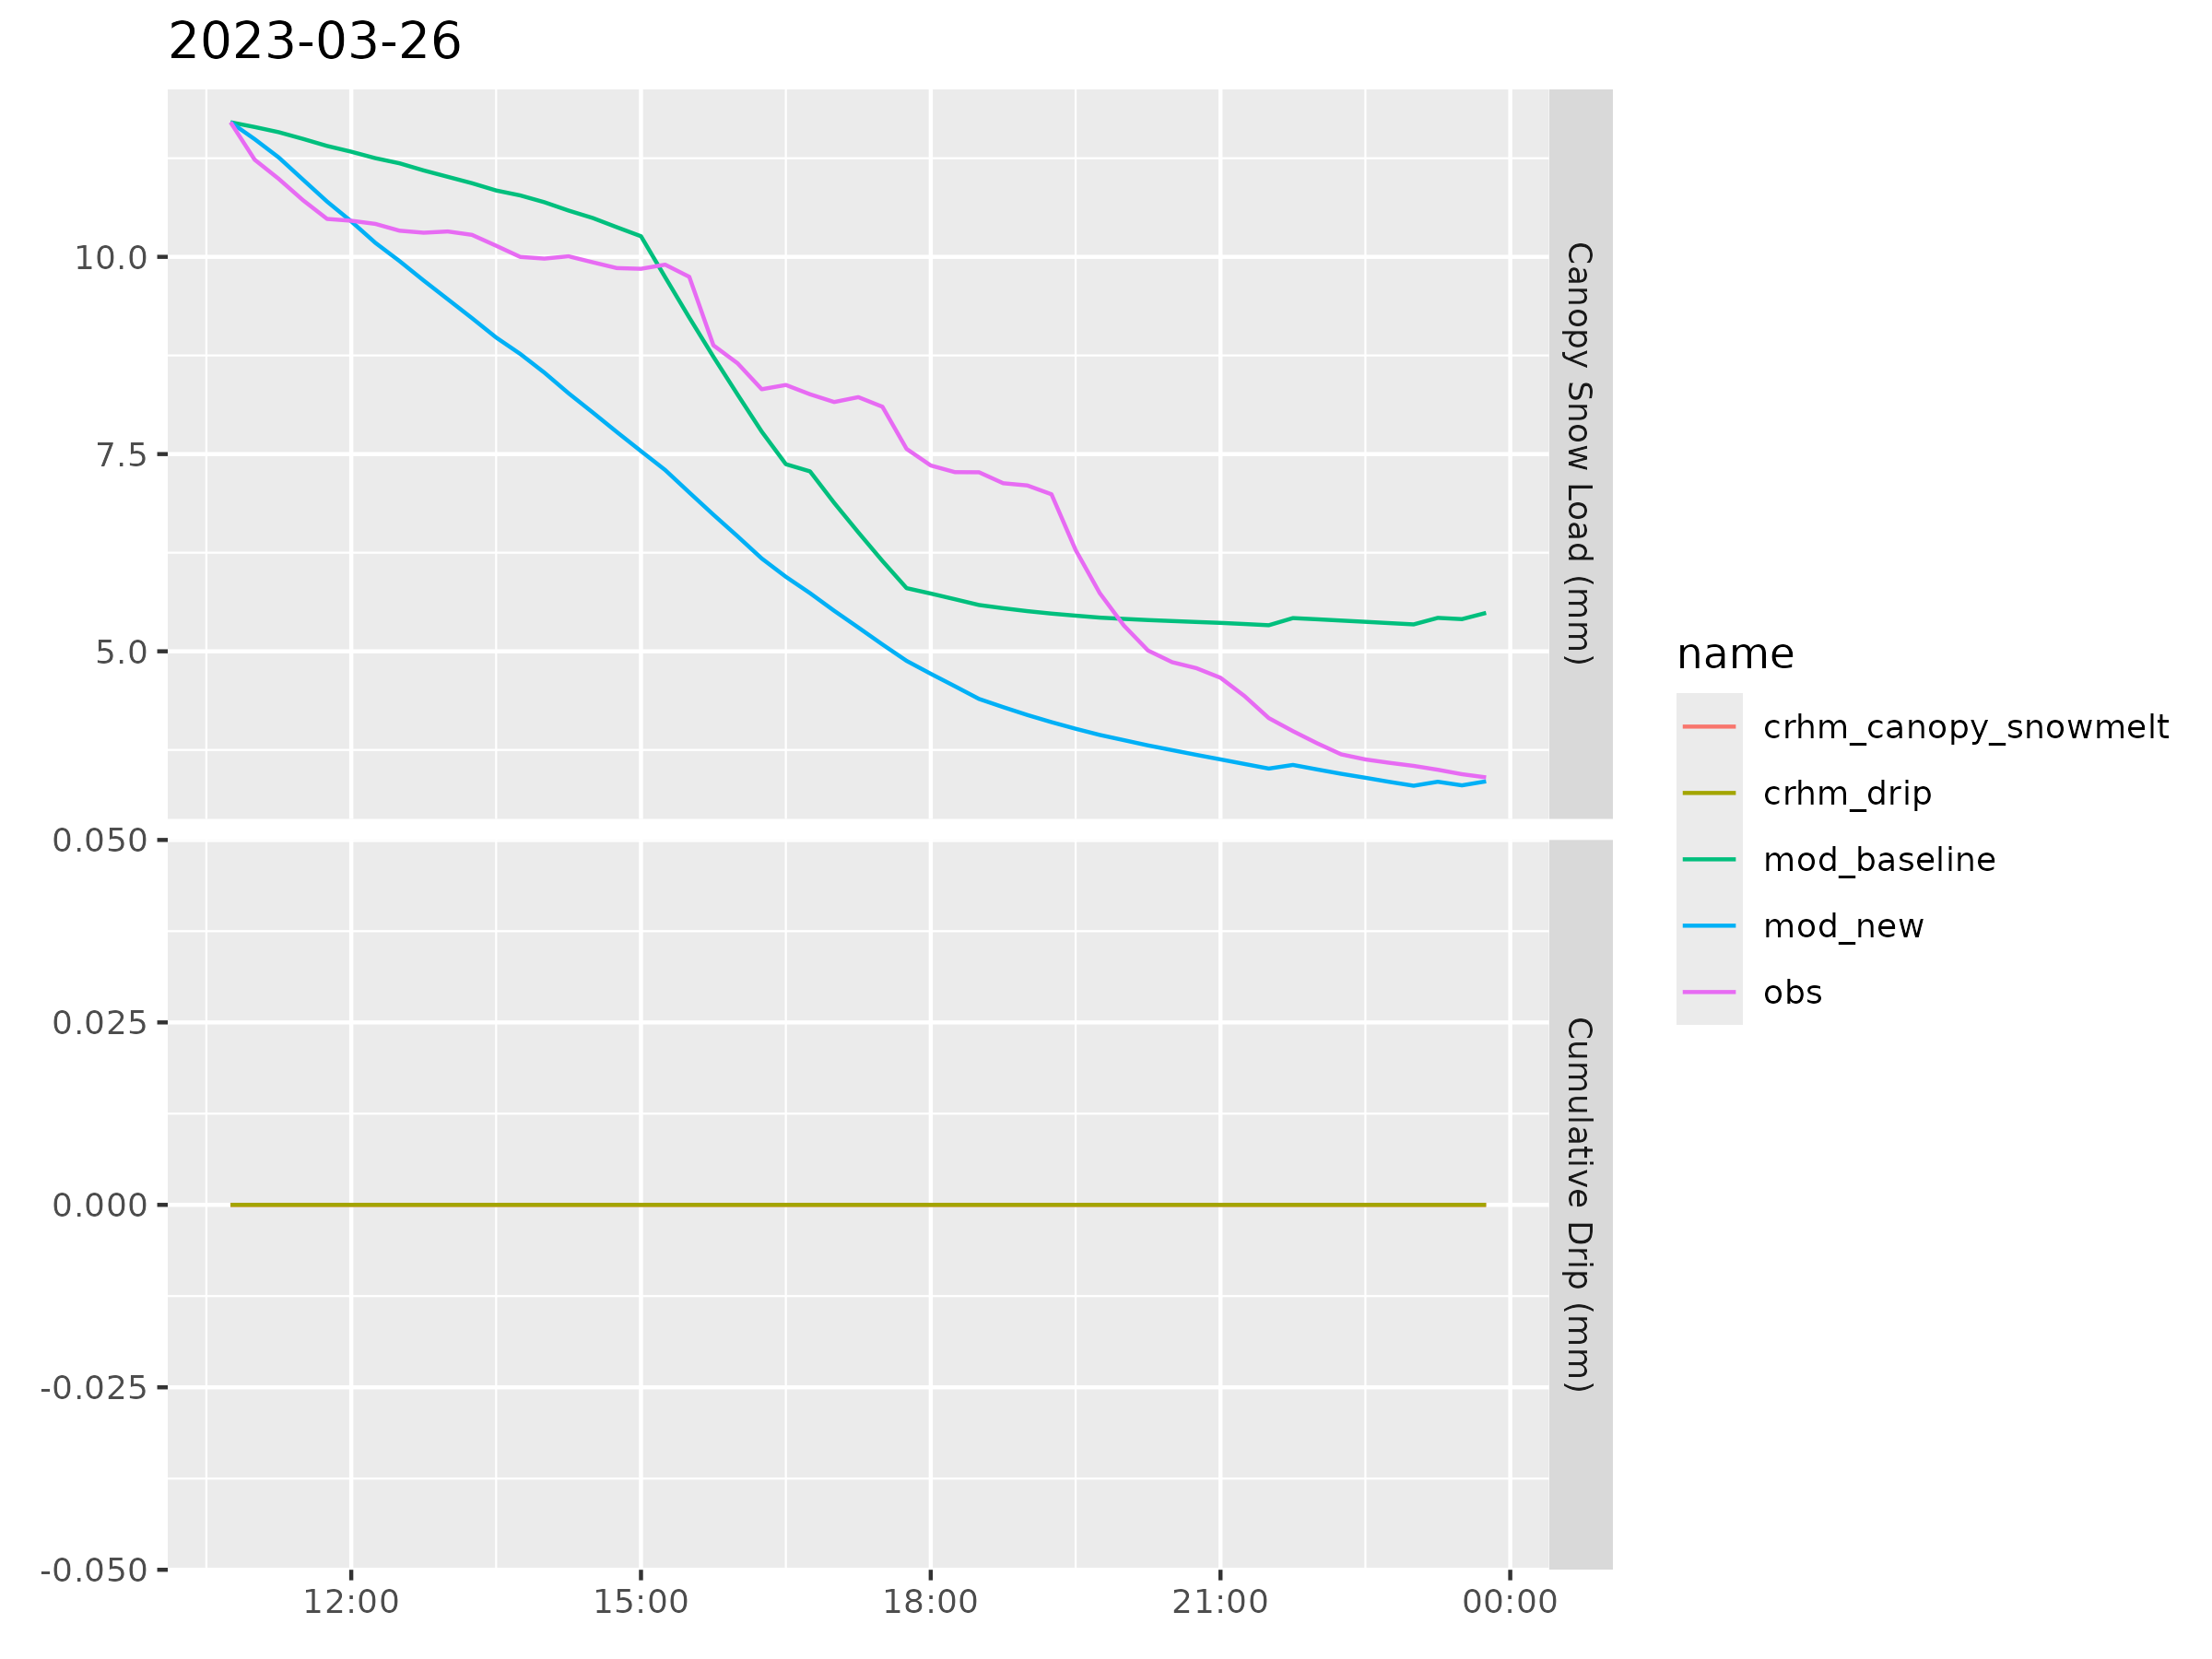 2023-03-26
10.0
7.5
5.0
Canopy Snow Load (mm)
0.050
0.025
0.000
-0.025
-0.050
Cumulative Drip (mm)
12:00
15:00
18:00
21:00
00:00
name
crhm_canopy_snowmelt
crhm_drip
mod_baseline
mod_new
obs